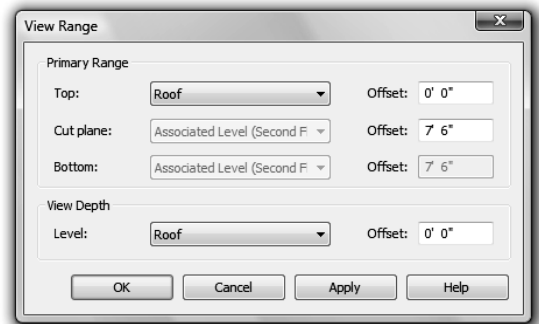 View Range
Primary Range
Top: Roof Offset: 0' 0"
Cut plane: Associated Level (Second F Offset: 7' 6"
Bottom: Associated Level (Second F Offset: 7' 6"
View Depth
Level: Roof Offset: 0' 0"
OK Cancel Apply Help